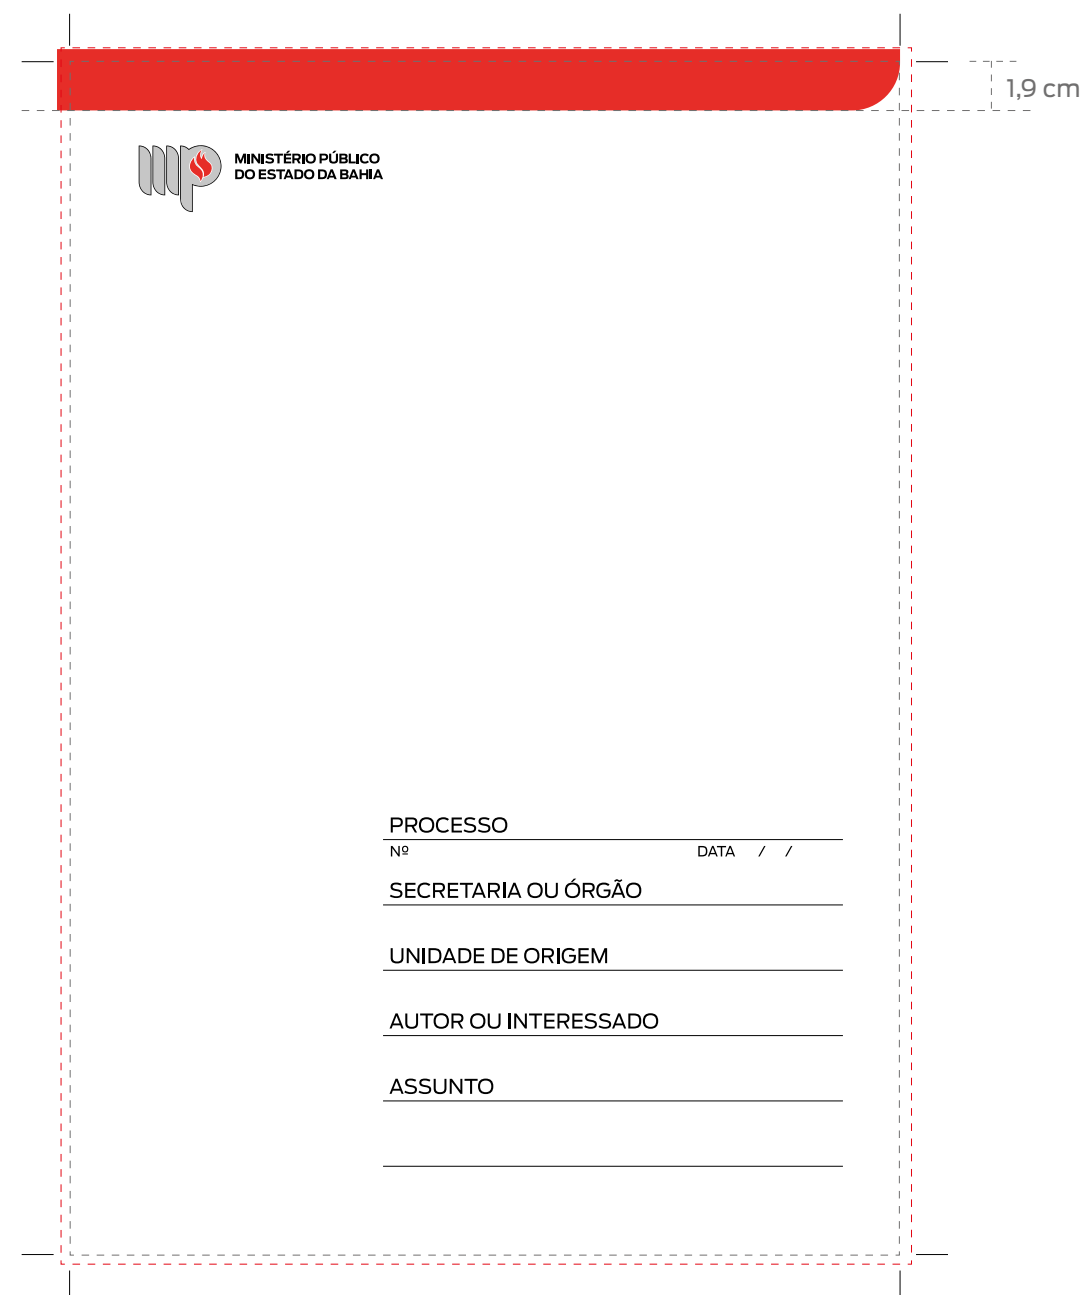 1,9 cm
mp
MINISTÉRIO PÚBLICO
DO ESTADO DA BAHIA
PROCESSO
Nº DATA / /
SECRETARIA OU ÓRGÃO
UNIDADE DE ORIGEM
AUTOR OU INTERESSADO
ASSUNTO